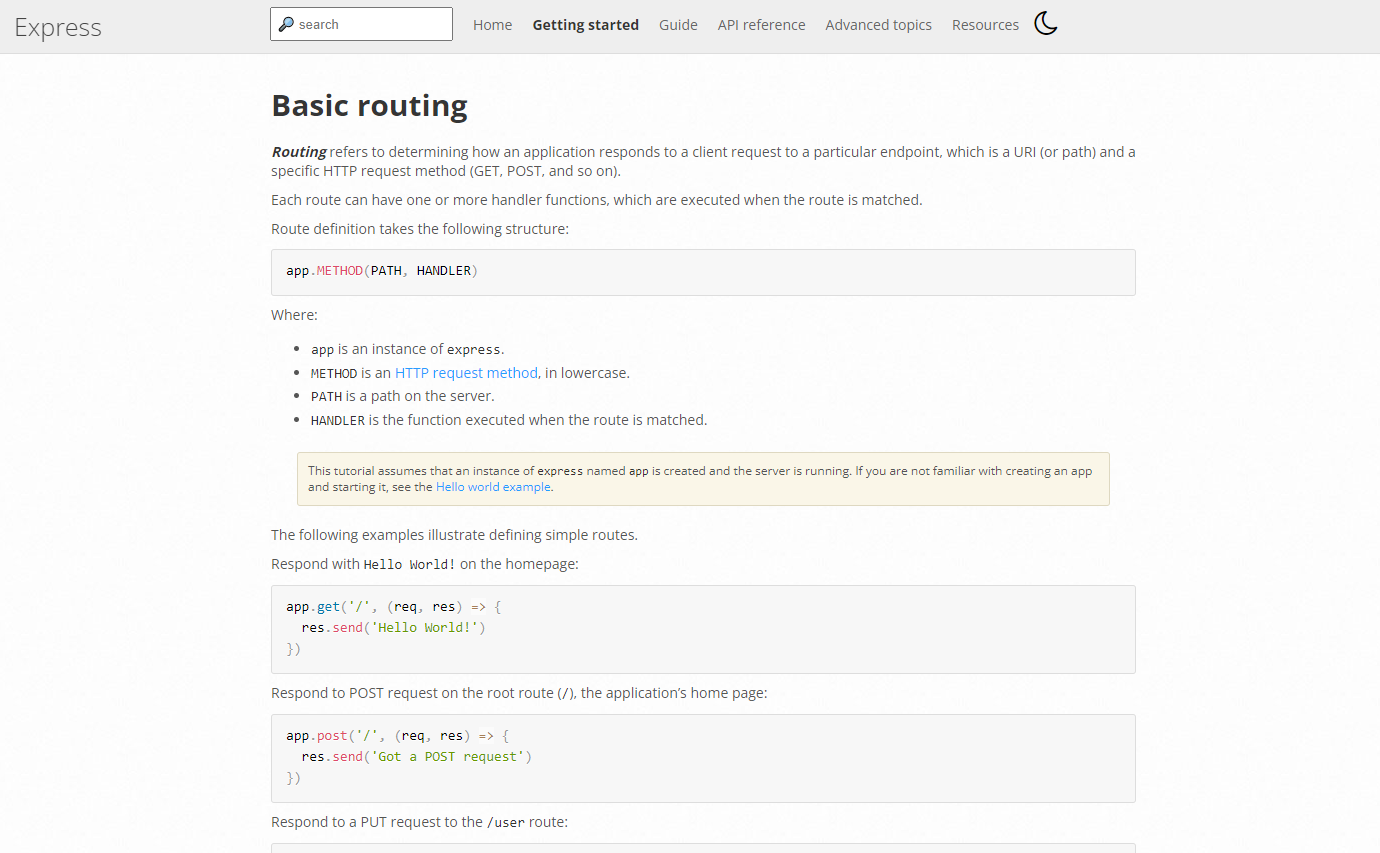 Express
search
Home Getting started Guide API reference Advanced topics Resources
Basic routing
Routing refers to determining how an application responds to a client request to a particular endpoint, which is a URI (or path) and a
specific HTTP request method (GET, POST, and so on).
Each route can have one or more handler functions, which are executed when the route is matched.
Route definition takes the following structure:
app.METHOD(PATH, HANDLER)
Where:
• app is an instance of express.
• METHOD is an HTTP request method, in lowercase.
• PATH is a path on the server.
• HANDLER is the function executed when the route is matched.
This tutorial assumes that an instance of express named app is created and the server is running. If you are not familiar with creating an app
and starting it, see the Hello world example.
The following examples illustrate defining simple routes.
Respond with Hello World! on the homepage:
app.get('/', (req, res) => {
  res.send('Hello World!')
})
Respond to POST request on the root route (/), the application’s home page:
app.post('/', (req, res) => {
  res.send('Got a POST request')
})
Respond to a PUT request to the /user route: